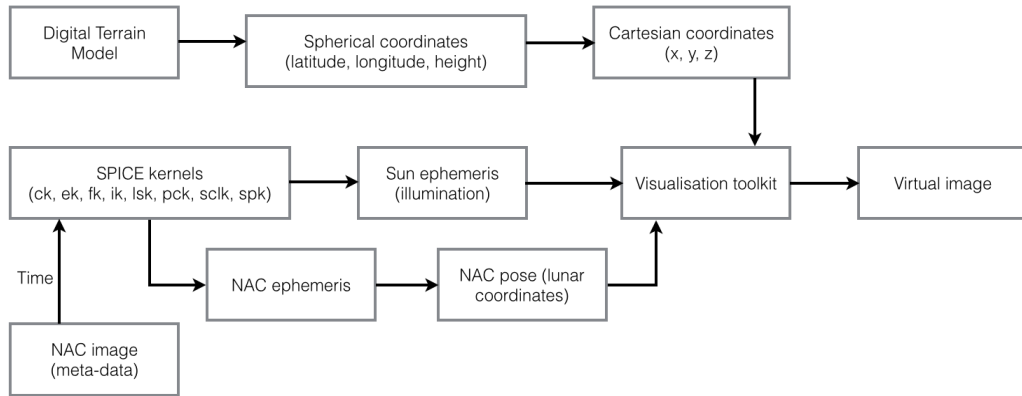 Digital Terrain
Model
Spherical coordinates
(latitude, longitude, height)
Cartesian coordinates
(x, y, z)
SPICE kernels
(ck, ek, fk, ik, lsk, pck, sclk, spk)
Sun ephemeris
(illumination)
Visualisation toolkit
Virtual image
Time
NAC ephemeris
NAC pose (lunar
coordinates)
NAC image
(meta-data)